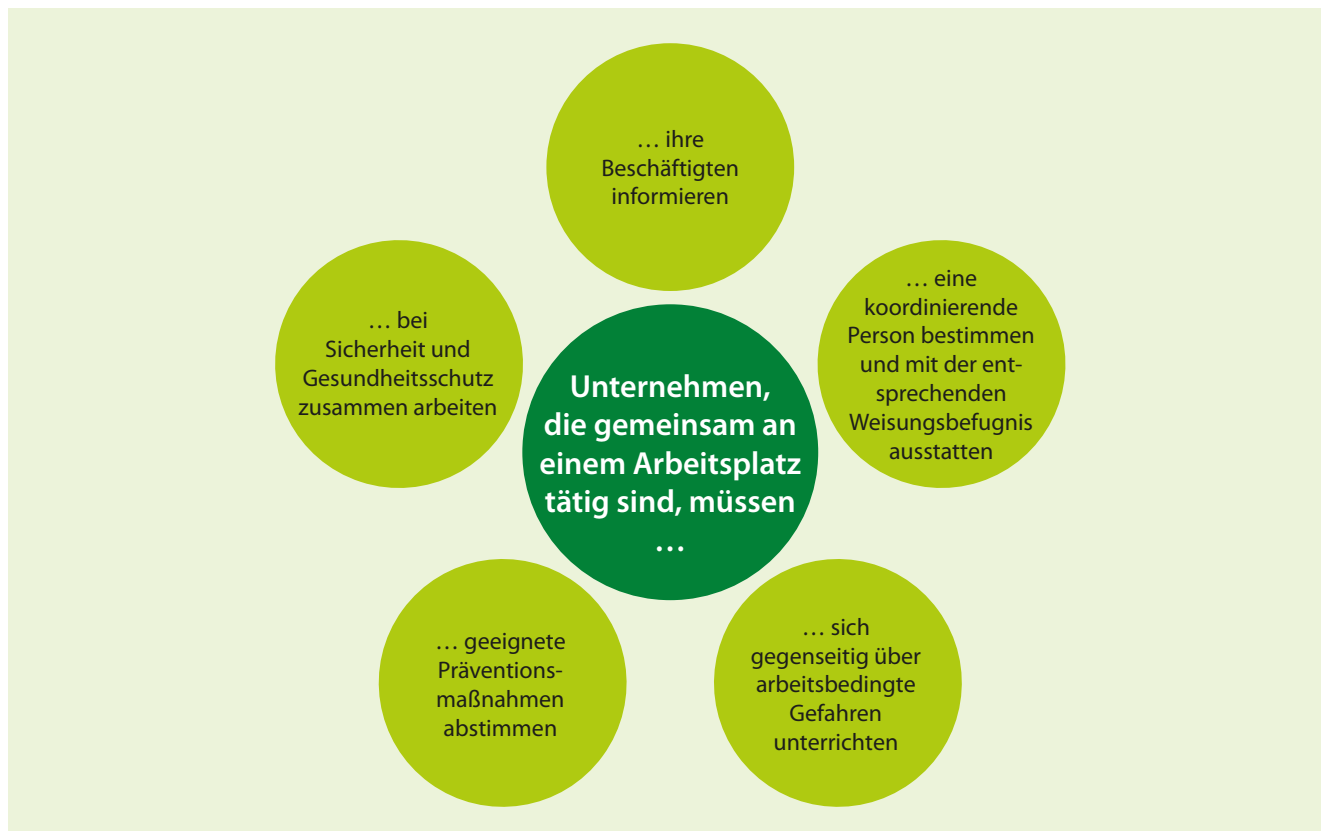 … ihre
Beschäftigten
informieren
… eine
koordinierende
Person bestimmen
und mit der ent-
sprechenden
Weisungsbefugnis
ausstatten
… bei
Sicherheit und
Gesundheitsschutz
zusammen arbeiten
Unternehmen,
die gemeinsam an
einem Arbeitsplatz
tätig sind, müssen
…
… geeignete
Präventions-
maßnahmen
abstimmen
… sich
gegenseitig über
arbeitsbedingte
Gefahren
unterrichten